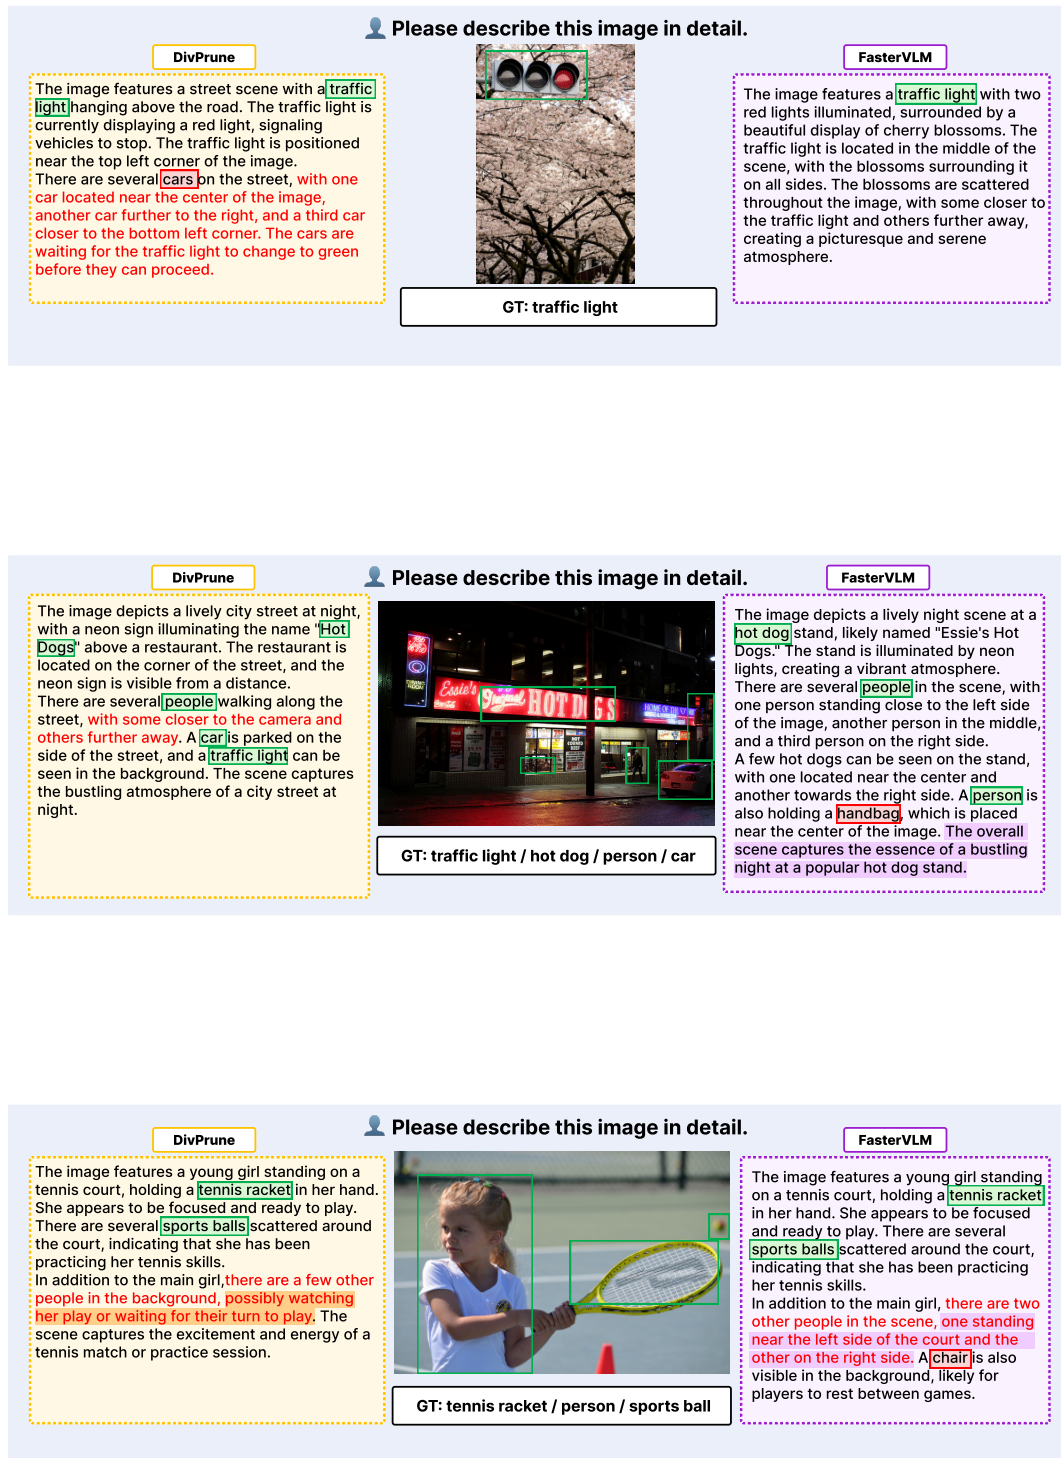 Please describe this image in detail.
DivPrune
The image features a street scene with a traffic
light hanging above the road. The traffic light is
currently displaying a red light, signaling
vehicles to stop. The traffic light is positioned
near the top left corner of the image.
There are several cars on the street, with one
car located near the center of the image,
another car further to the right, and a third car
closer to the bottom left corner. The cars are
waiting for the traffic light to change to green
before they can proceed.
GT: traffic light
FasterVLM
The image features a traffic light with two
red lights illuminated, surrounded by a
beautiful display of cherry blossoms. The
traffic light is located in the middle of the
scene, with the blossoms surrounding it
on all sides. The blossoms are scattered
throughout the image, with some closer to
the traffic light and others further away,
creating a picturesque and serene
atmosphere.
Please describe this image in detail.
DivPrune
The image depicts a lively city street at night,
with a neon sign illuminating the name "Hot
Dogs" above a restaurant. The restaurant is
located on the corner of the street, and the
neon sign is visible from a distance.
There are several people walking along the
street, with some closer to the camera and
others further away. A car is parked on the
side of the street, and a traffic light can be
seen in the background. The scene captures
the bustling atmosphere of a city street at
night.
Essie's Original HOT DOGS
HOME OF THE
DINING
ROOM
HOT
CORNED
BEEF
GT: traffic light / hot dog / person / car
FasterVLM
The image depicts a lively night scene at a
hot dog stand, likely named "Essie's Hot
Dogs." The stand is illuminated by neon
lights, creating a vibrant atmosphere.
There are several people in the scene, with
one person standing close to the left side
of the image, another person in the middle,
and a third person on the right side.
A few hot dogs can be seen on the stand,
with one located near the center and
another towards the right side. A person is
also holding a handbag, which is placed
near the center of the image. The overall
scene captures the essence of a bustling
night at a popular hot dog stand.
Please describe this image in detail.
DivPrune
The image features a young girl standing on a
tennis court, holding a tennis racket in her hand.
She appears to be focused and ready to play.
There are several sports balls scattered around
the court, indicating that she has been
practicing her tennis skills.
In addition to the main girl,there are a few other
people in the background, possibly watching
her play or waiting for their turn to play. The
scene captures the excitement and energy of a
tennis match or practice session.
GT: tennis racket / person / sports ball
FasterVLM
The image features a young girl standing
on a tennis court, holding a tennis racket
in her hand. She appears to be focused
and ready to play. There are several
sports balls scattered around the court,
indicating that she has been practicing
her tennis skills.
In addition to the main girl, there are two
other people in the scene, one standing
near the left side of the court and the
other on the right side. A chair is also
visible in the background, likely for
players to rest between games.